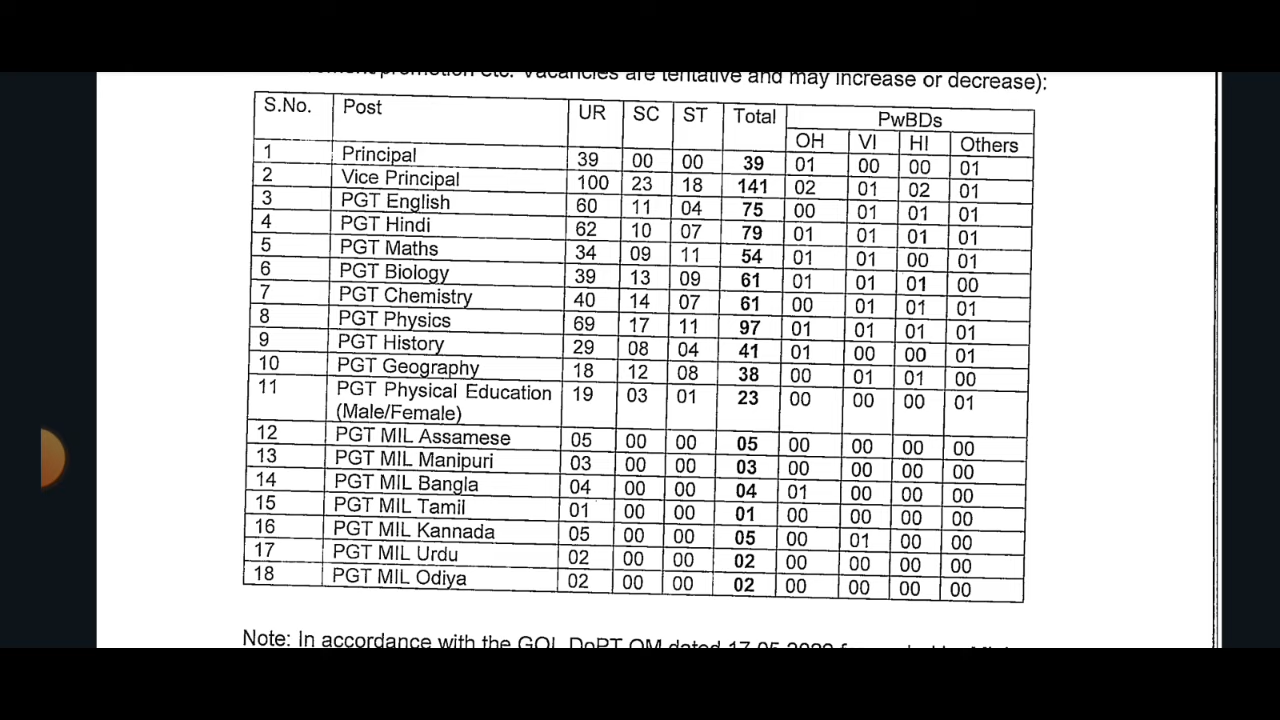 promotion etc. Vacancies are tentative and may increase or decrease):
S.No. Post UR SC ST Total PwBDs
OH VI HI Others
1 Principal 39 00 00 39 01 00 00 01
2 Vice Principal 100 23 18 141 02 01 02 01
3 PGT English 60 11 04 75 00 01 01 01
4 PGT Hindi 62 10 07 79 01 01 01 01
5 PGT Maths 34 09 11 54 01 01 00 01
6 PGT Biology 39 13 09 61 01 01 01 00
7 PGT Chemistry 40 14 07 61 00 01 01 01
8 PGT Physics 69 17 11 97 01 01 01 01
9 PGT History 29 08 04 41 01 00 00 01
10 PGT Geography 18 12 08 38 00 01 01 00
11 PGT Physical Education 19 03 01 23 00 00 00 01
(Male/Female)
12 PGT MIL Assamese 05 00 00 05 00 00 00 00
13 PGT MIL Manipuri 03 00 00 03 00 00 00 00
14 PGT MIL Bangla 04 00 00 04 01 00 00 00
15 PGT MIL Tamil 01 00 00 01 00 00 00 00
16 PGT MIL Kannada 05 00 00 05 00 01 00 00
17 PGT MIL Urdu 02 00 00 02 00 00 00 00
18 PGT MIL Odiya 02 00 00 02 00 00 00 00
Note: In accordance with the GOI, DoPT OM dated